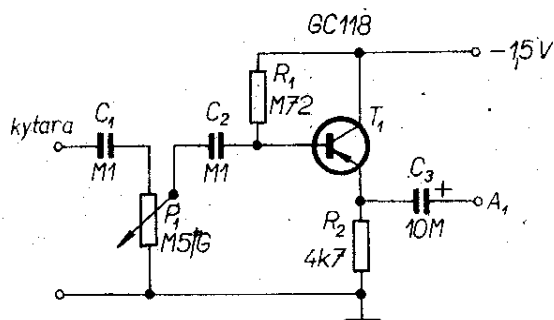 GC118
-1,5V
R1
M72
C1
M1
kytara
C2
M1
T1
C3
+
10M
A1
P1
M5/G
R2
4k7